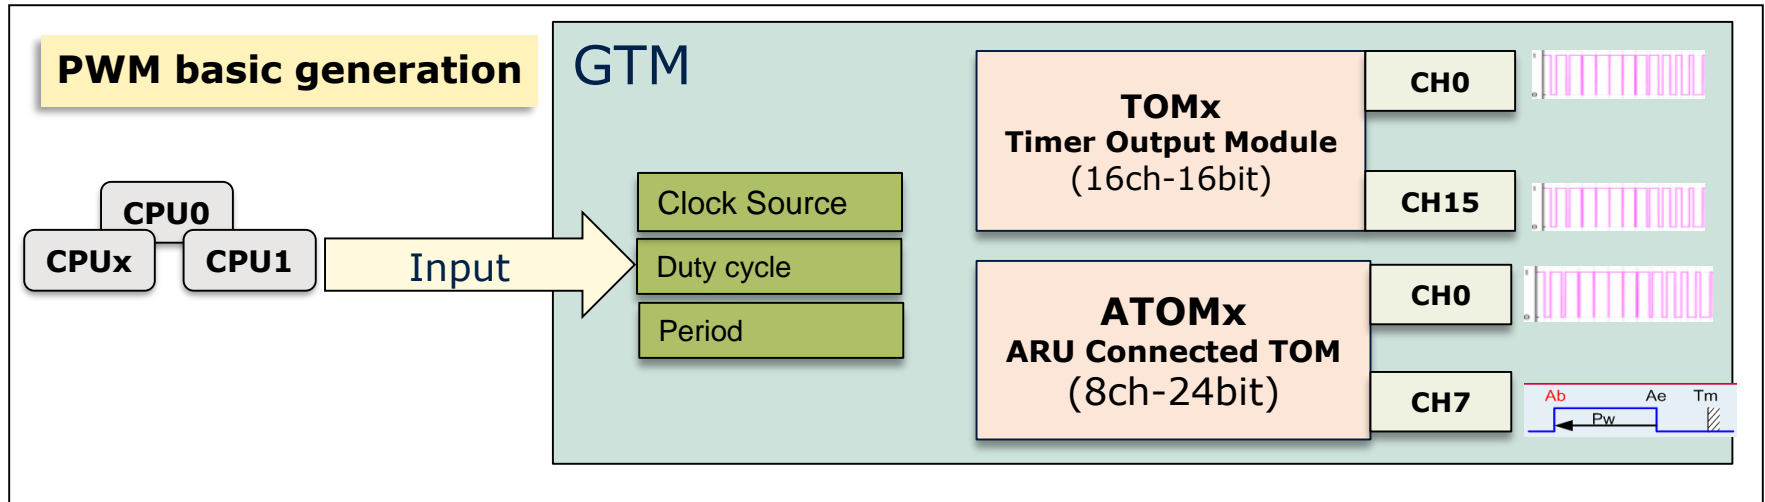 PWM basic generation
GTM
CPU0
CPUx
CPU1
Input
Clock Source
Duty cycle
Period
TOMx
Timer Output Module
(16ch-16bit)
CH0
CH15
ATOMx
ARU Connected TOM
(8ch-24bit)
CH0
CH7
Ab
Ae
Tm
Pw